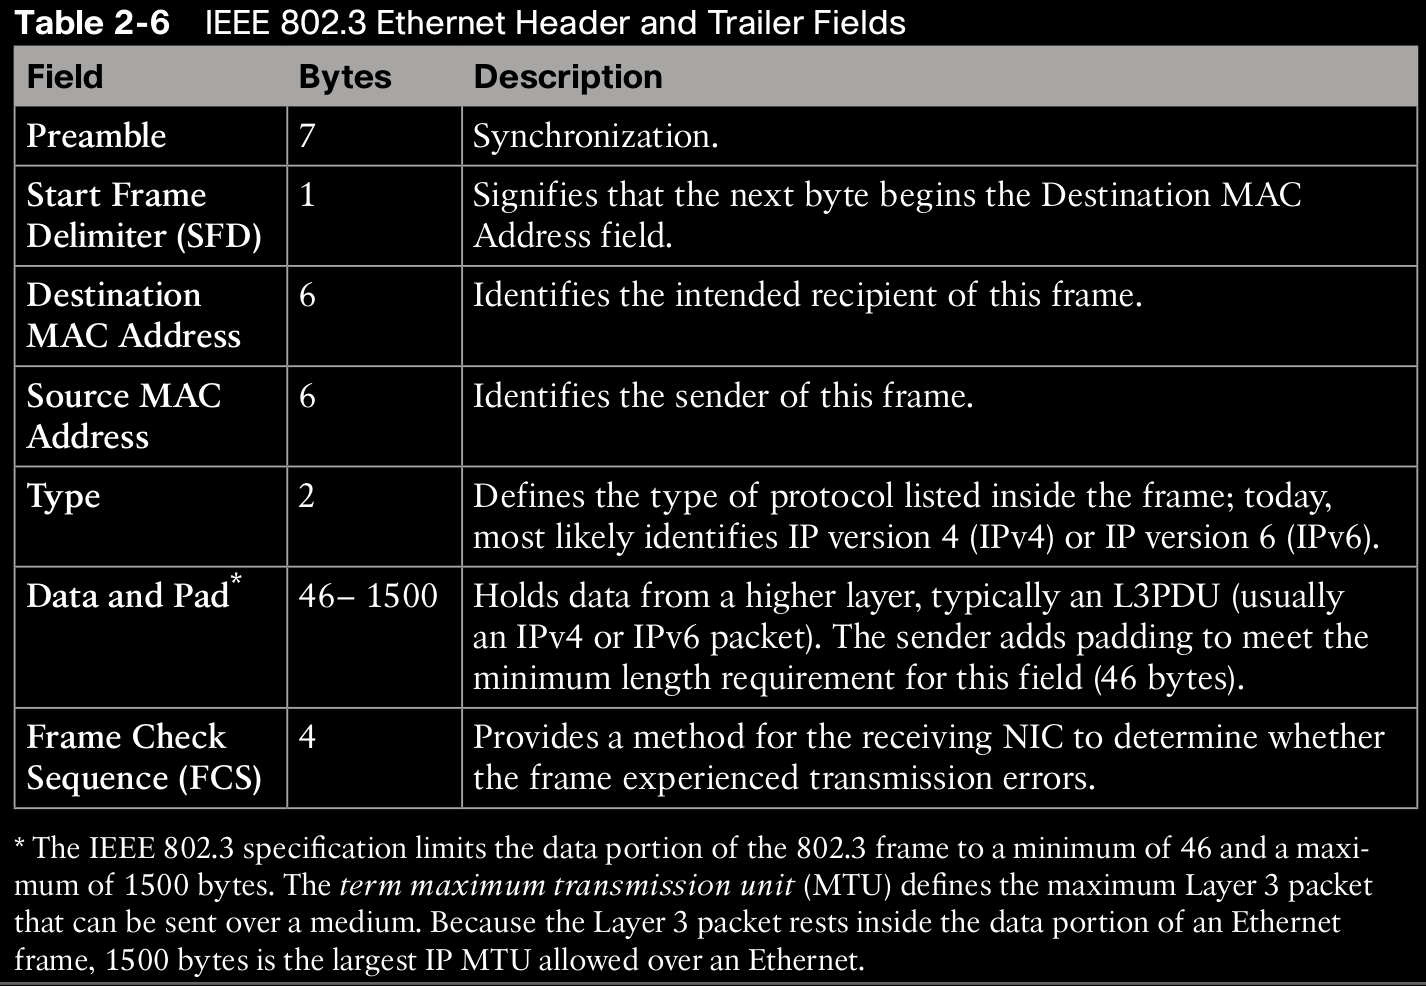 Table 2-6 IEEE 802.3 Ethernet Header and Trailer Fields
Field Bytes Description
Preamble 7 Synchronization.
Start Frame 1 Signifies that the next byte begins the Destination MAC
Delimiter (SFD) Address field.
Destination 6 Identifies the intended recipient of this frame.
MAC Address
Source MAC 6 Identifies the sender of this frame.
Address
Type 2 Defines the type of protocol listed inside the frame; today,
most likely identifies IP version 4 (IPv4) or IP version 6 (IPv6).
Data and Pad* 46– 1500 Holds data from a higher layer, typically an L3PDU (usually
an IPv4 or IPv6 packet). The sender adds padding to meet the
minimum length requirement for this field (46 bytes).
Frame Check 4 Provides a method for the receiving NIC to determine whether
Sequence (FCS) the frame experienced transmission errors.
* The IEEE 802.3 specification limits the data portion of the 802.3 frame to a minimum of 46 and a maxi-
mum of 1500 bytes. The term maximum transmission unit (MTU) defines the maximum Layer 3 packet
that can be sent over a medium. Because the Layer 3 packet rests inside the data portion of an Ethernet
frame, 1500 bytes is the largest IP MTU allowed over an Ethernet.